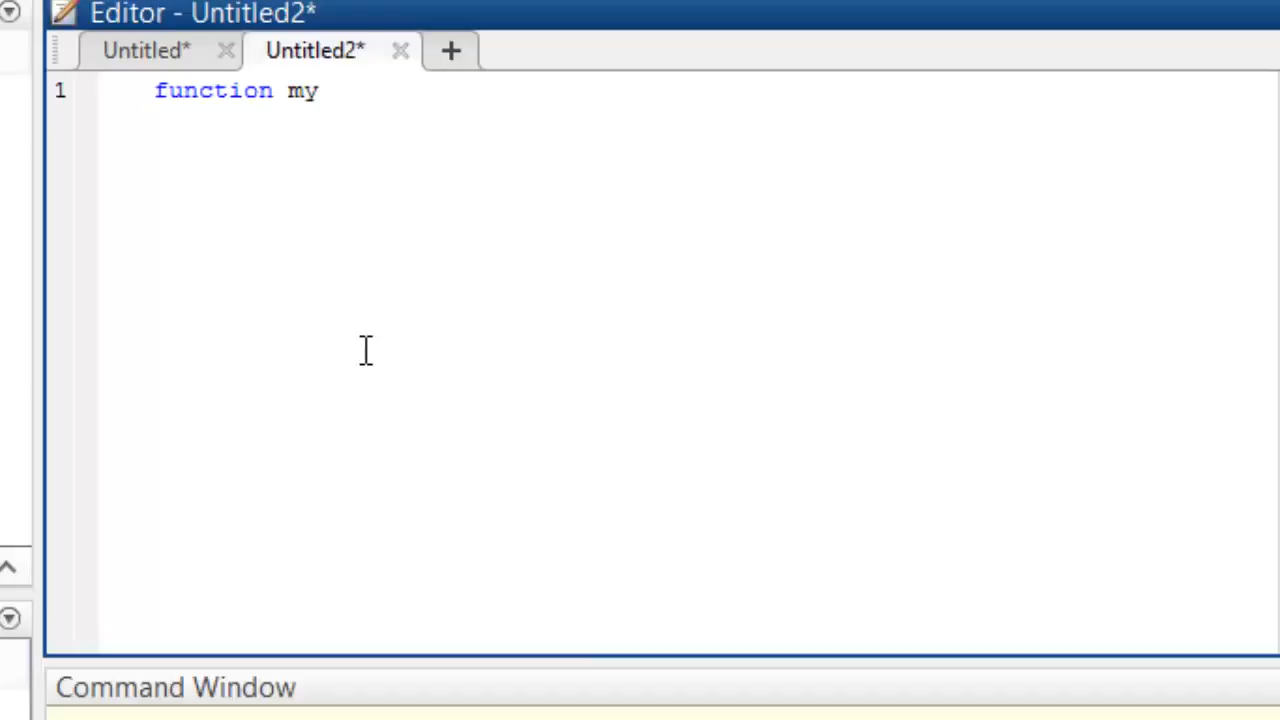 Editor - Untitled2*
Untitled* Untitled2*
1 function my
Command Window